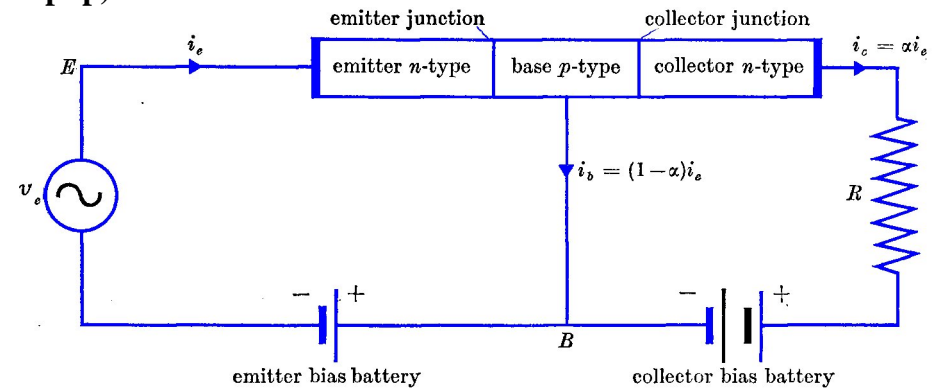 emitter junction
collector junction
i_e
i_c = αi_e
E
emitter n-type
base p-type
collector n-type
i_b = (1-α)i_e
v_e
R
- +
- +
B
emitter bias battery
collector bias battery